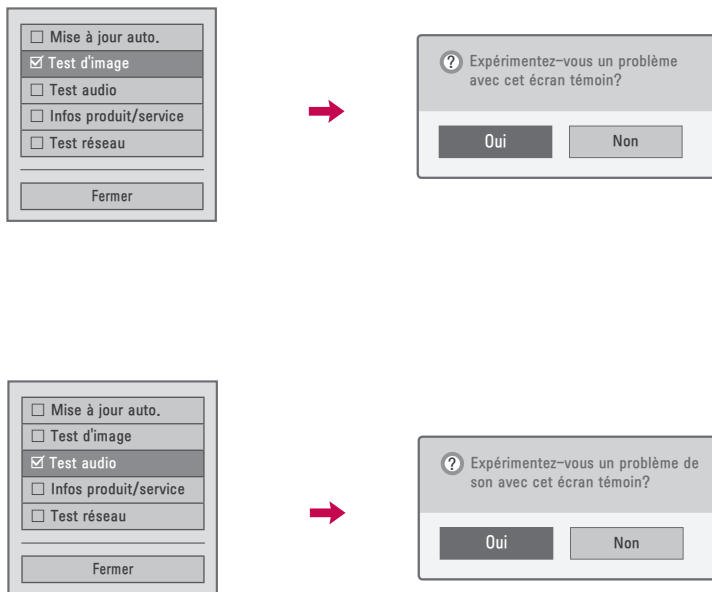 Mise à jour auto.
Test d'image
Test audio
Infos produit/service
Test réseau
Fermer
? Expérimentez-vous un problème
avec cet écran témoin?
Oui
Non
Mise à jour auto.
Test d'image
Test audio
Infos produit/service
Test réseau
Fermer
? Expérimentez-vous un problème de
son avec cet écran témoin?
Oui
Non